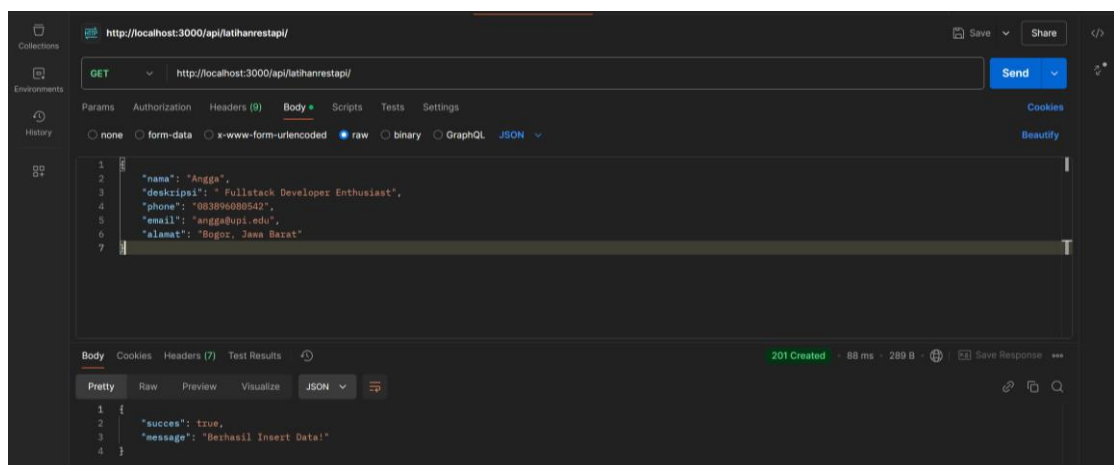 Collections
Environments
History
HTTP http://localhost:3000/api/latihanrestapi/
Save Share
GET http://localhost:3000/api/latihanrestapi/ Send
Params Authorization Headers (9) Body Scripts Tests Settings Cookies
none form-data x-www-form-urlencoded raw binary GraphQL JSON Beautify
1 {
2 "nama": "Angga",
3 "deskripsi": " Fullstack Developer Enthusiast",
4 "phone": "083896080542",
5 "email": "angga@upi.edu",
6 "alamat": "Bogor, Jawa Barat"
7 }
Body Cookies Headers (7) Test Results 201 Created 88 ms 289 B Save Response
Pretty Raw Preview Visualize JSON
1 {
2 "succes": true,
3 "message": "Berhasil Insert Data!"
4 }